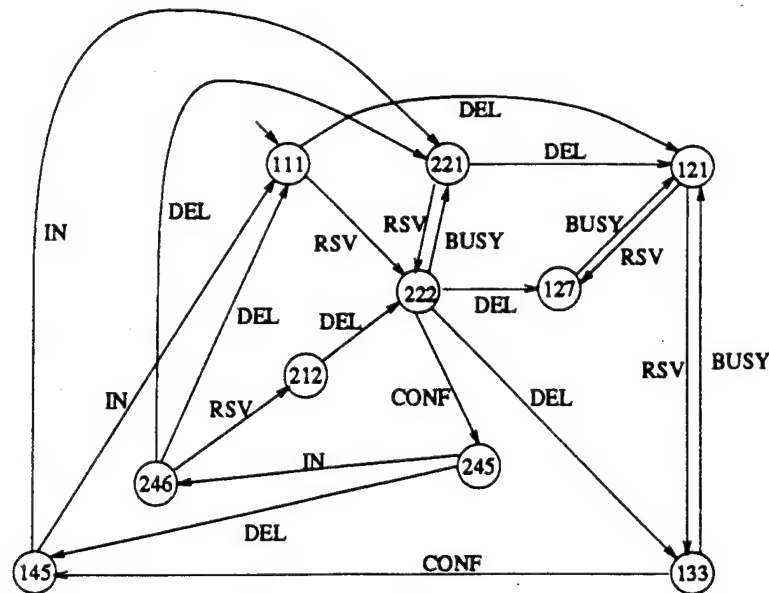 DEL
111
221
DEL
121
DEL
IN
RSV
RSV
BUSY
BUSY
RSV
222
DEL
127
DEL
DEL
212
RSV
BUSY
IN
RSV
CONF
DEL
246
IN
245
DEL
145
CONF
133